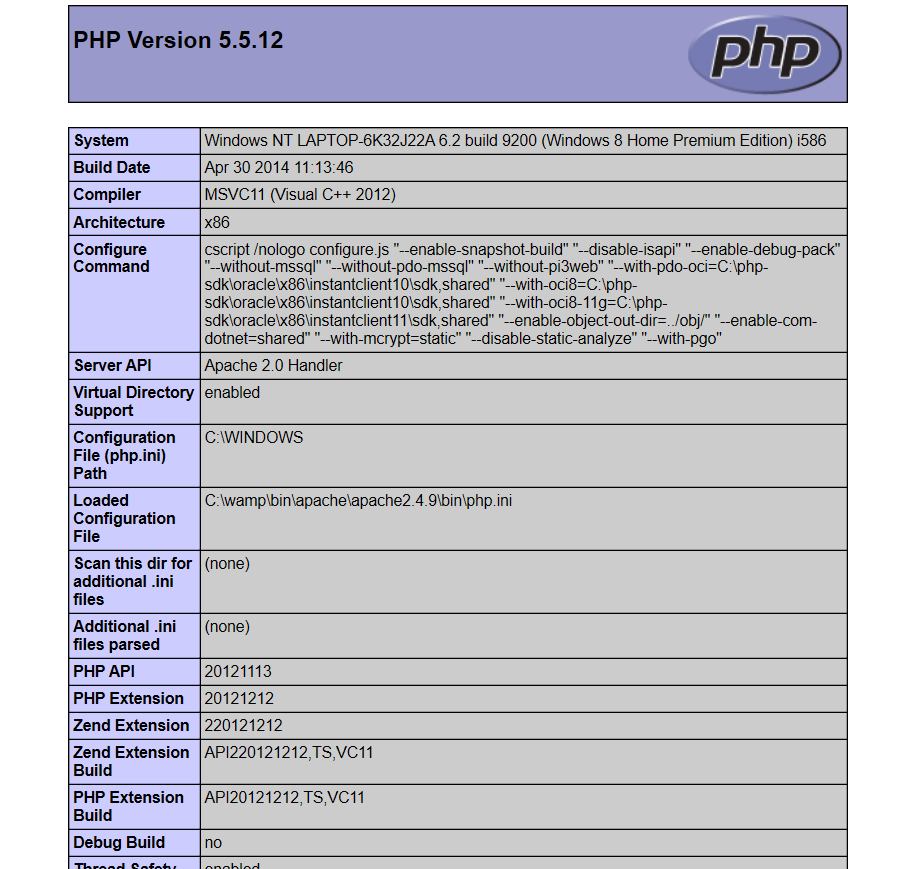 PHP Version 5.5.12
php
System Windows NT LAPTOP-6K32J22A 6.2 build 9200 (Windows 8 Home Premium Edition) i586
Build Date Apr 30 2014 11:13:46
Compiler MSVC11 (Visual C++ 2012)
Architecture x86
Configure
Command
cscript /nologo configure.js "--enable-snapshot-build" "--disable-isapi" "--enable-debug-pack"
"--without-mssql" "--without-pdo-mssql" "--without-pi3web" "--with-pdo-oci=C:\php-
sdk\oracle\x86\instantclient10\sdk,shared" "--with-oci8=C:\php-
sdk\oracle\x86\instantclient10\sdk,shared" "--with-oci8-11g=C:\php-
sdk\oracle\x86\instantclient11\sdk,shared" "--enable-object-out-dir=../obj/" "--enable-com-
dotnet=shared" "--with-mcrypt=static" "--disable-static-analyze" "--with-pgo"
Server API Apache 2.0 Handler
Virtual Directory
Support
enabled
Configuration
File (php.ini)
Path
C:\WINDOWS
Loaded
Configuration
File
C:\wamp\bin\apache\apache2.4.9\bin\php.ini
Scan this dir for
additional .ini
files
(none)
Additional .ini
files parsed
(none)
PHP API 20121113
PHP Extension 20121212
Zend Extension 220121212
Zend Extension
Build
API220121212,TS,VC11
PHP Extension
Build
API20121212,TS,VC11
Debug Build no
Thread Safety enabled